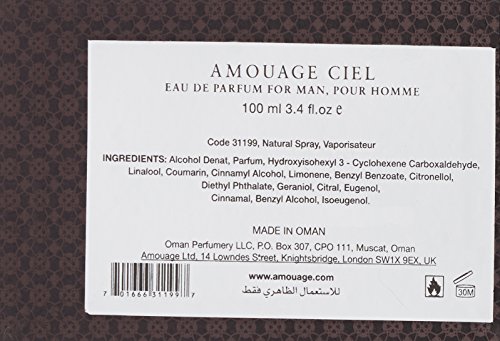 AMOUAGE CIEL
EAU DE PARFUM FOR MAN, POUR HOMME
100 ml 3.4 fl.oz ℮
Code 31199, Natural Spray, Vaporisateur
INGREDIENTS: Alcohol Denat, Parfum, Hydroxyisohexyl 3 - Cyclohexene Carboxaldehyde,
Linalool, Coumarin, Cinnamyl Alcohol, Limonene, Benzyl Benzoate, Citronellol,
Diethyl Phthalate, Geraniol, Citral, Eugenol,
Cinnamal, Benzyl Alcohol, Isoeugenol.
MADE IN OMAN
Oman Perfumery LLC, P.O. Box 307, CPO 111, Muscat, Oman
Amouage Ltd, 14 Lowndes Street, Knightsbridge, London SW1X 9EX, UK
www.amouage.com
للاستعمال الظاهري فقط
7 01666 31199 7
30M